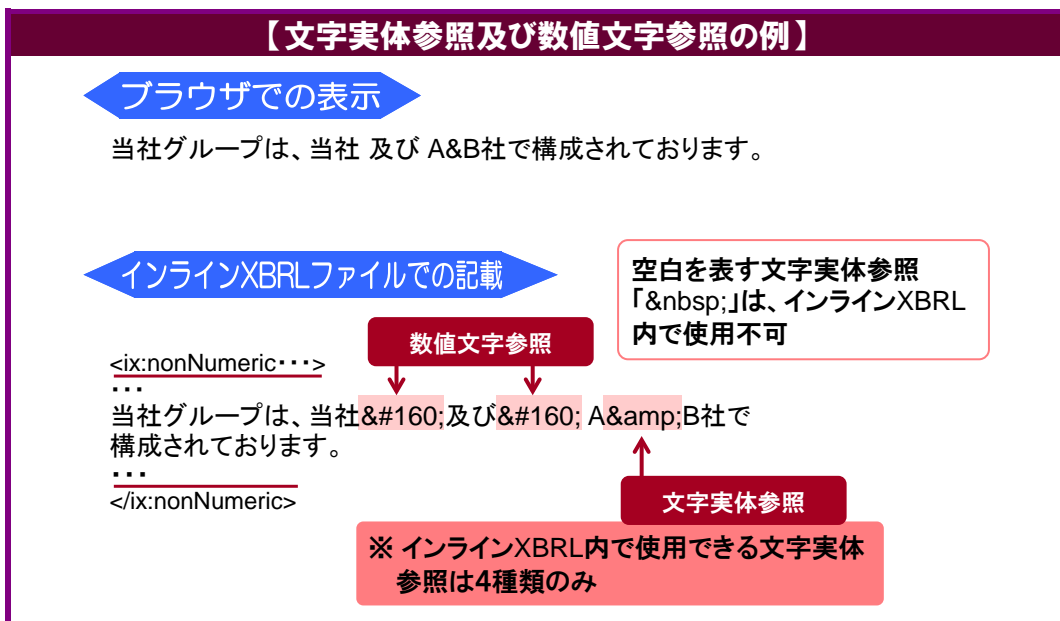 【文字実体参照及び数値文字参照の例】
ブラウザでの表示
当社グループは、当社 及び A&B社で構成されております。
インラインXBRLファイルでの記載
空白を表す文字実体参照
「&nbsp;」は、インラインXBRL
内で使用不可
数値文字参照
<ix:nonNumeric･･･>
･･･
当社グループは、当社&#160;及び&#160; A&amp;B社で
構成されております。
･･･
</ix:nonNumeric>
文字実体参照
※ インラインXBRL内で使用できる文字実体
参照は4種類のみ